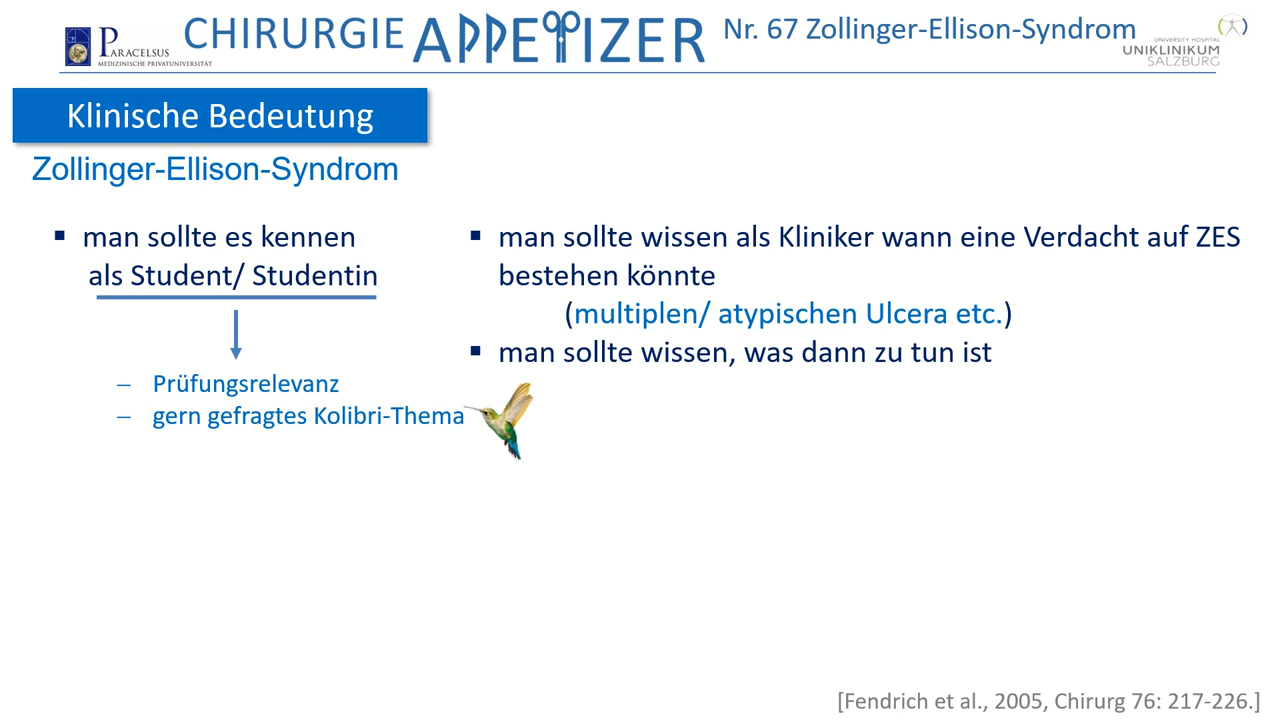 PARACELSUS
MEDIZINISCHE PRIVATUNIVERSITÄT
CHIRURGIE APPETIZER
Nr. 67 Zollinger-Ellison-Syndrom
UNIVERSITY HOSPITAL
UNIKLINIKUM
SALZBURG
Klinische Bedeutung
Zollinger-Ellison-Syndrom
▪ man sollte es kennen
als Student/ Studentin
– Prüfungsrelevanz
– gern gefragtes Kolibri-Thema
▪ man sollte wissen als Kliniker wann eine Verdacht auf ZES
bestehen könnte
(multiplen/ atypischen Ulcera etc.)
▪ man sollte wissen, was dann zu tun ist
[Fendrich et al., 2005, Chirurg 76: 217-226.]